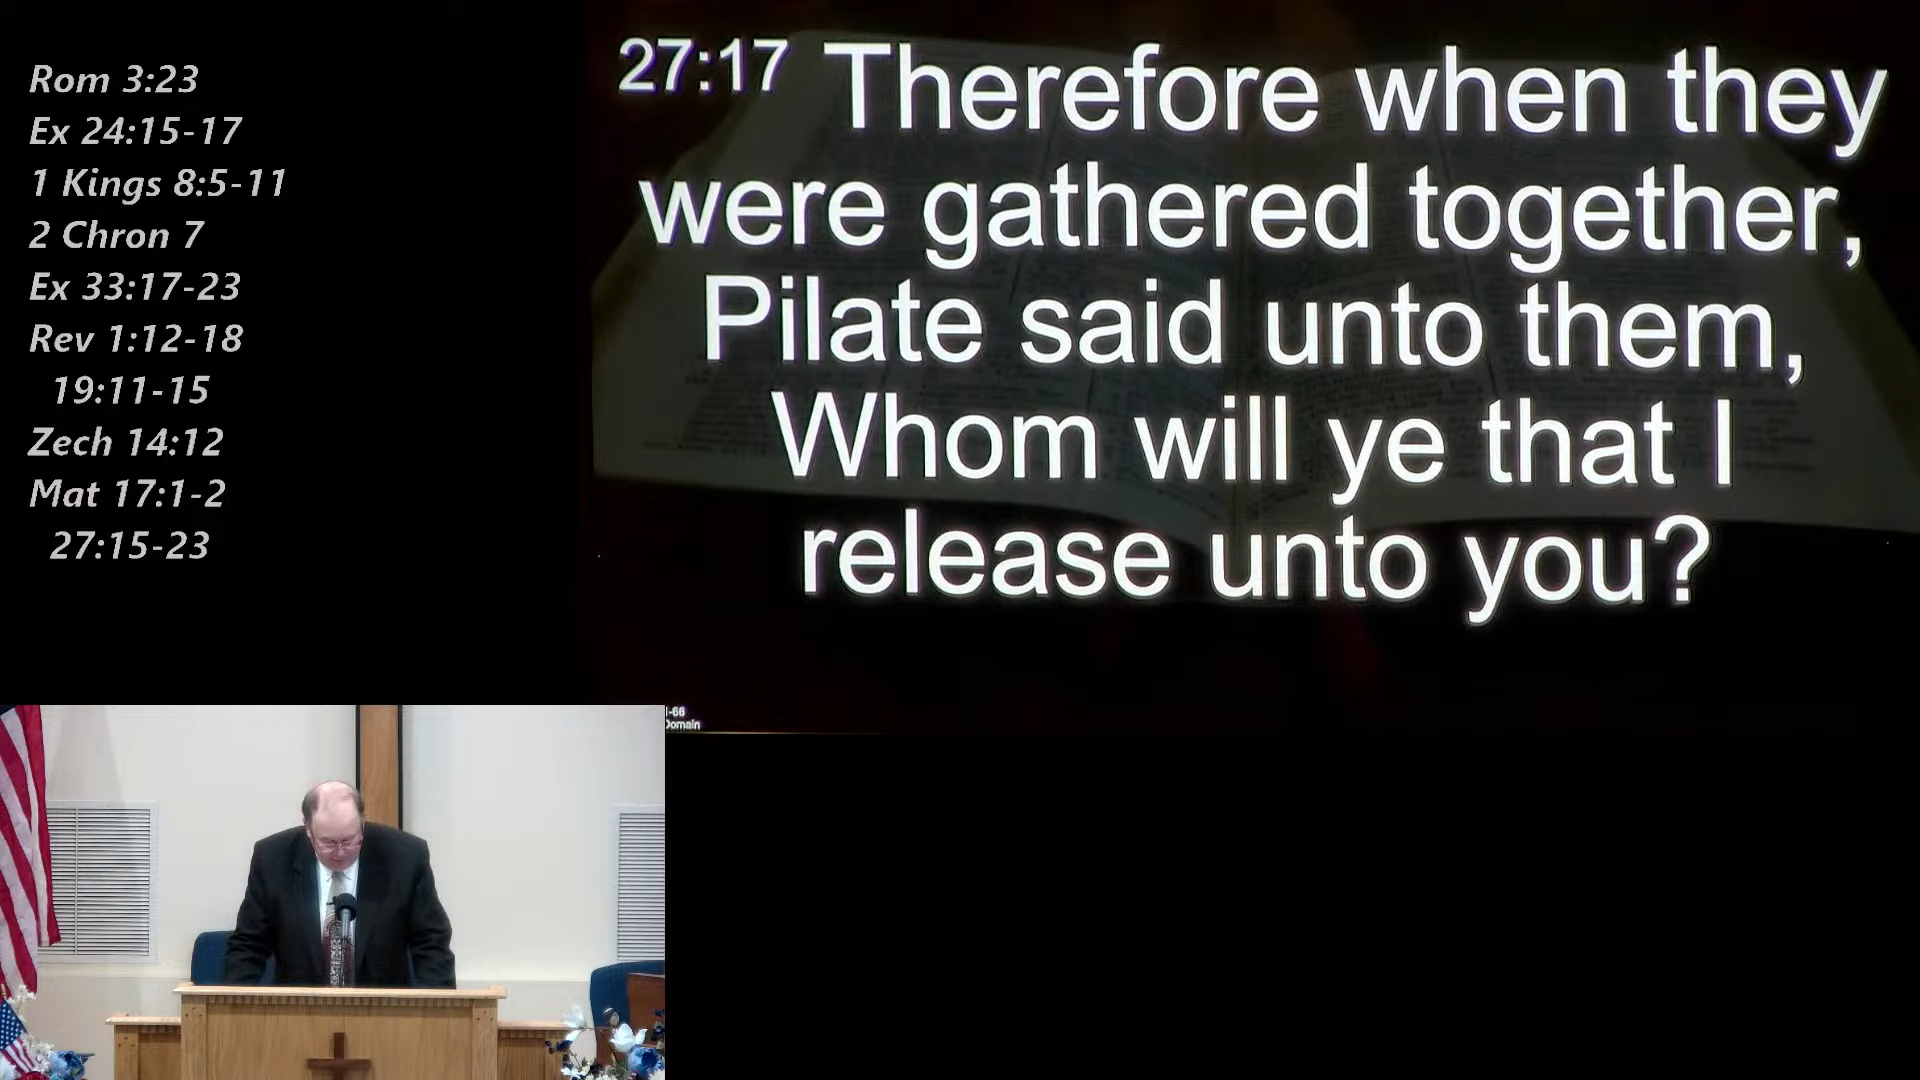 Rom 3:23
Ex 24:15-17
1 Kings 8:5-11
2 Chron 7
Ex 33:17-23
Rev 1:12-18
19:11-15
Zech 14:12
Mat 17:1-2
27:15-23
27:17 Therefore when they
were gathered together,
Pilate said unto them,
Whom will ye that I
release unto you?
-66
Domain